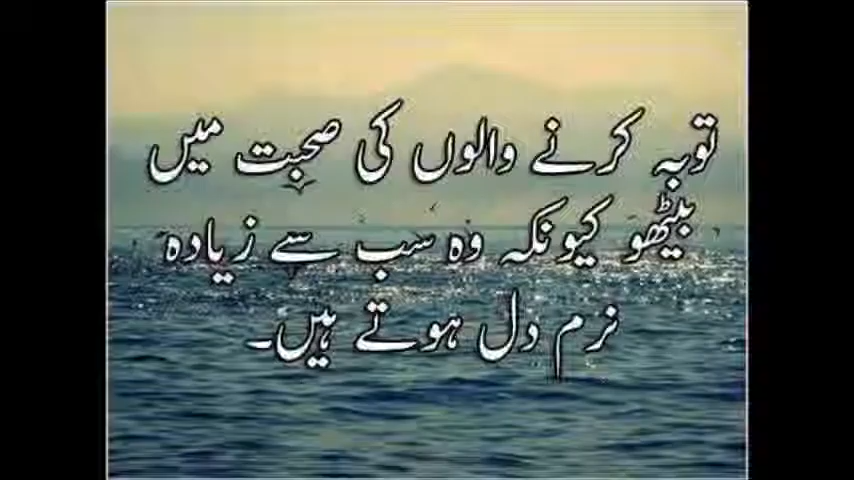 توبہ کرنے والوں کی صحبت میں
بیٹھو کیونکہ وہ سب سے زیادہ
نرم دل ہوتے ہیں۔